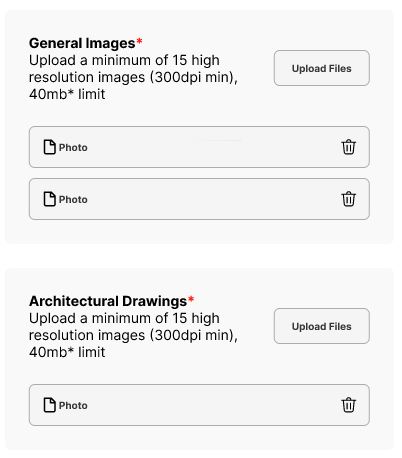 General Images*
Upload a minimum of 15 high
resolution images (300dpi min),
40mb* limit
Upload Files
Photo
Photo
Architectural Drawings*
Upload a minimum of 15 high
resolution images (300dpi min),
40mb* limit
Upload Files
Photo